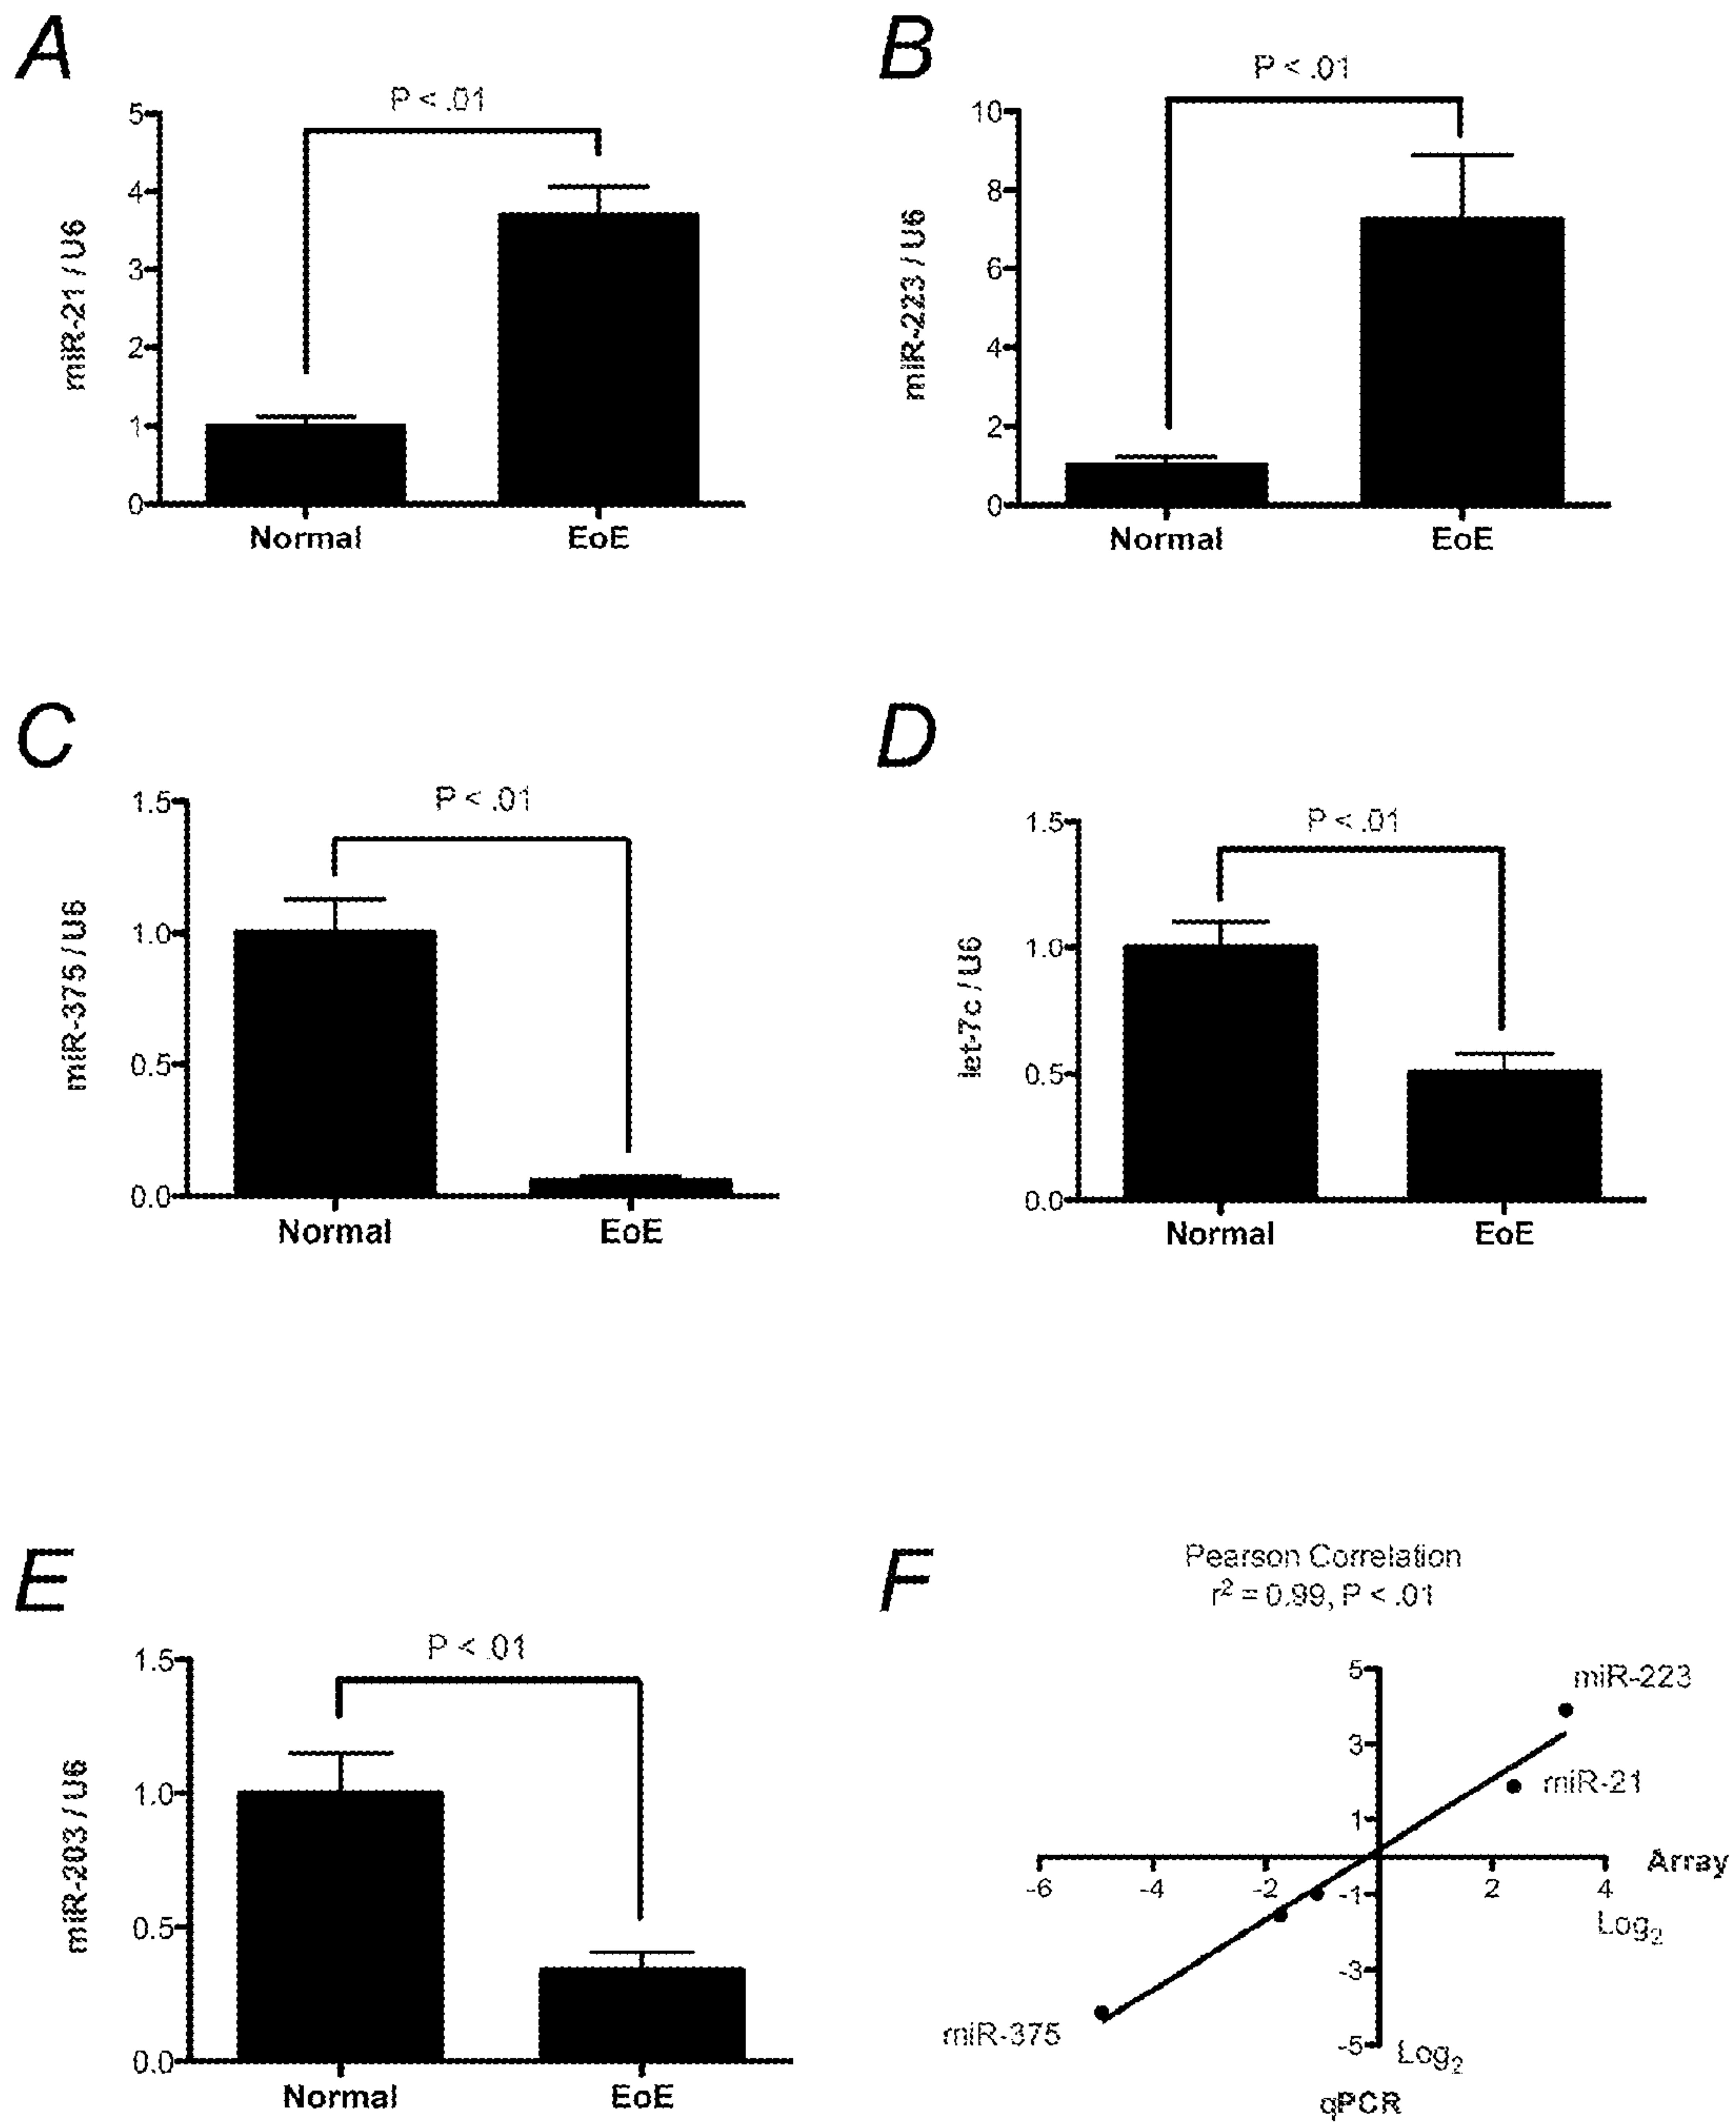 A
P < .01
5
4
3
2
1
0
miR-21 / U6
Normal EoE
B
P < .01
10
8
6
4
2
0
miR-223 / U6
Normal EoE
C
P < .01
1.5
1.0
0.5
0.0
miR-375 / U6
Normal EoE
D
P < .01
1.5
1.0
0.5
0.0
let-7c / U6
Normal EoE
E
P < .01
1.5
1.0
0.5
0.0
miR-203 / U6
Normal EoE
F
Pearson Correlation
r² = 0.99, P < .01
5
miR-223
3
miR-21
1
Array
-6 -4 -2 2 4
-1
Log₂
-3
miR-375
-5
Log₂
qPCR